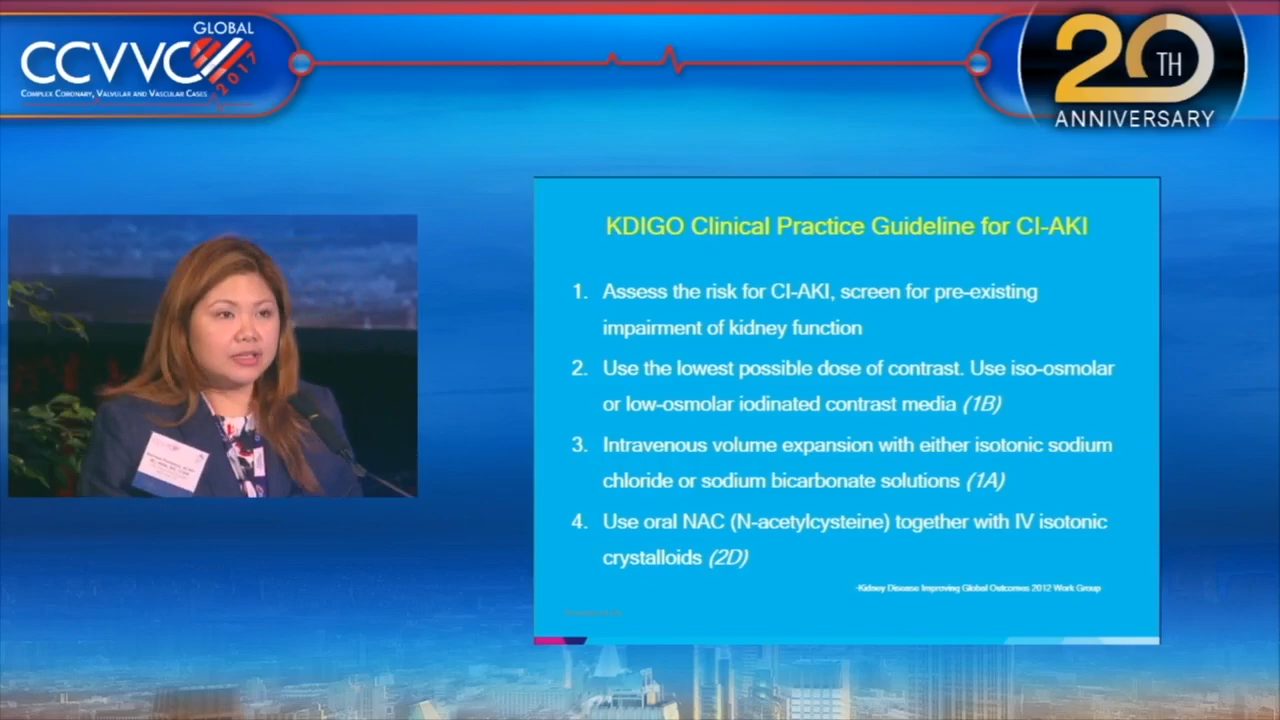 GLOBAL
CCVVC
2017
COMPLEX CORONARY, VALVULAR AND VASCULAR CASES
20TH
ANNIVERSARY
KDIGO Clinical Practice Guideline for CI-AKI
1. Assess the risk for CI-AKI, screen for pre-existing
impairment of kidney function
2. Use the lowest possible dose of contrast. Use iso-osmolar
or low-osmolar iodinated contrast media (1B)
3. Intravenous volume expansion with either isotonic sodium
chloride or sodium bicarbonate solutions (1A)
4. Use oral NAC (N-acetylcysteine) together with IV isotonic
crystalloids (2D)
-Kidney Disease Improving Global Outcomes 2012 Work Group